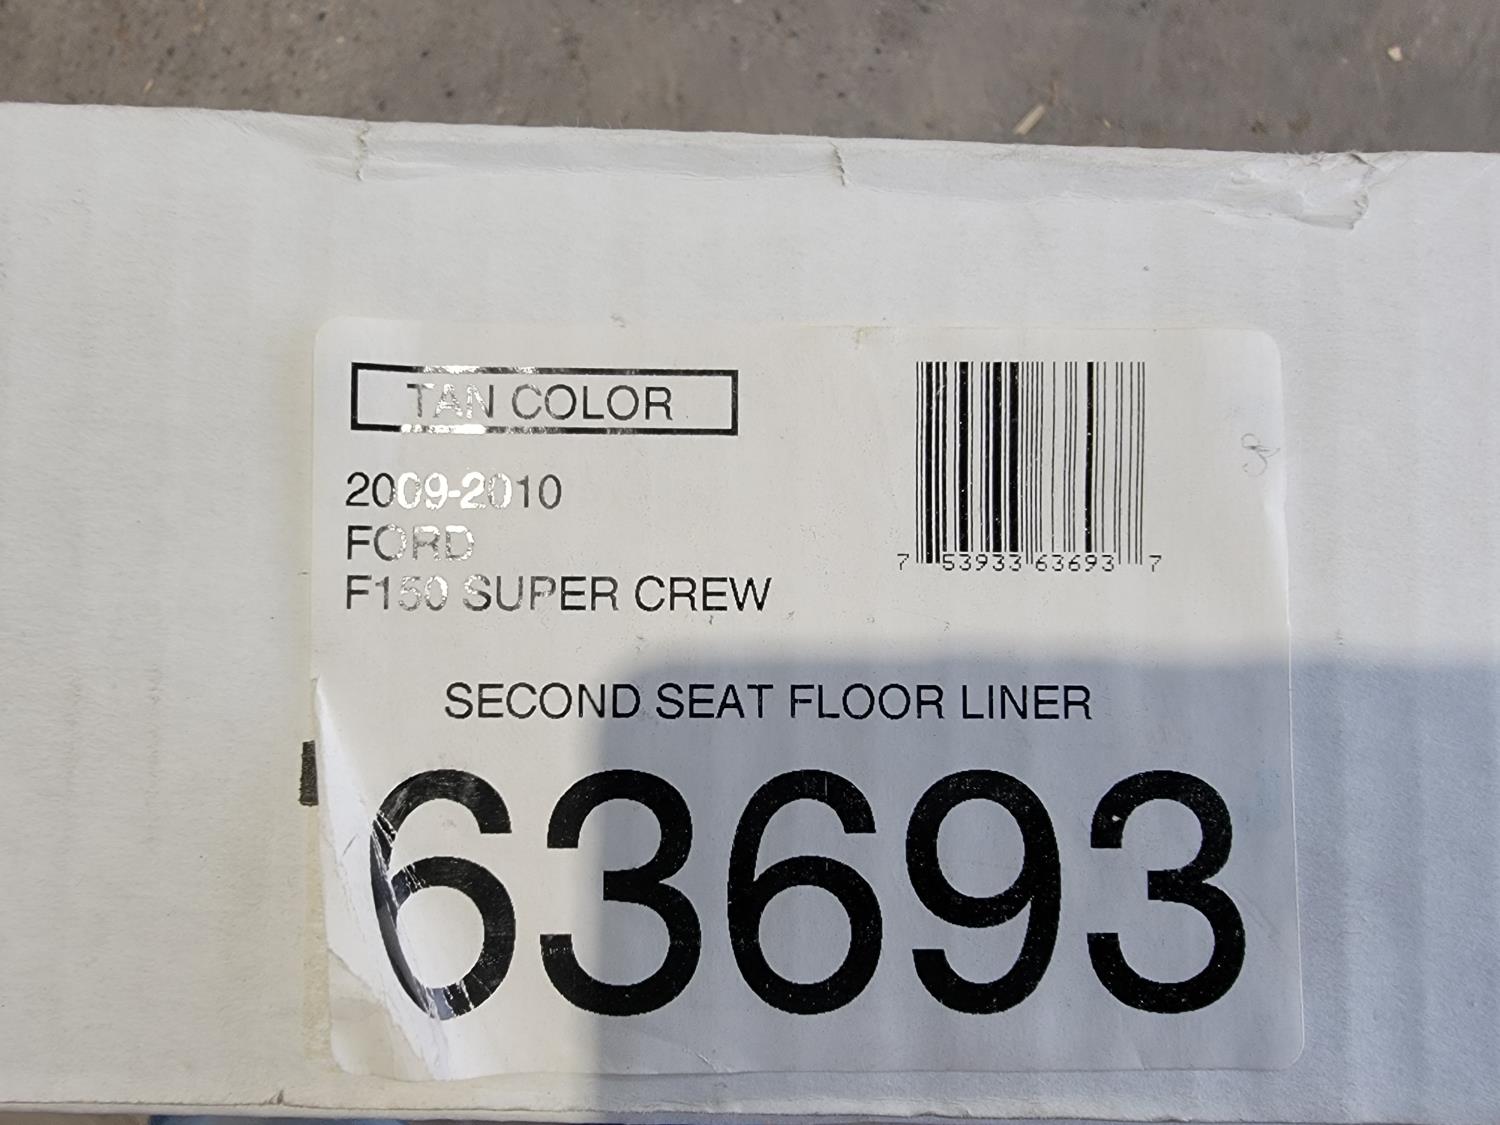 TAN COLOR
2009-2010
FORD
F150 SUPER CREW
7 53933 63693 7
SECOND SEAT FLOOR LINER
63693